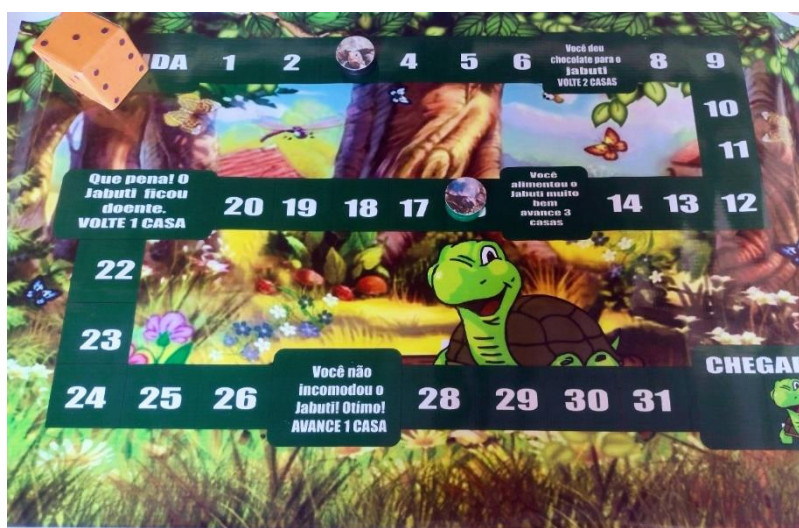 IDA 1 2 4 5 6
Você deu
chocolate para o
jabuti
VOLTE 2 CASAS
8 9
10
11
12 13 14
Você
alimentou o
Jabuti muito
bem
avance 3
casas
17 18 19 20
Que pena! O
Jabuti ficou
doente.
VOLTE 1 CASA
22
23
24 25 26
Você não
incomodou o
Jabuti! Otimo!
AVANCE 1 CASA
28 29 30 31
CHEGA